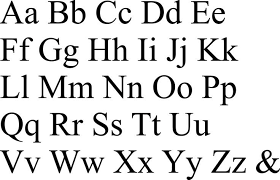 Aa Bb Cc Dd Ee
Ff Gg Hh Ii Jj Kk
Ll Mm Nn Oo Pp
Qq Rr Ss Tt Uu
Vv Ww Xx Yy Zz &